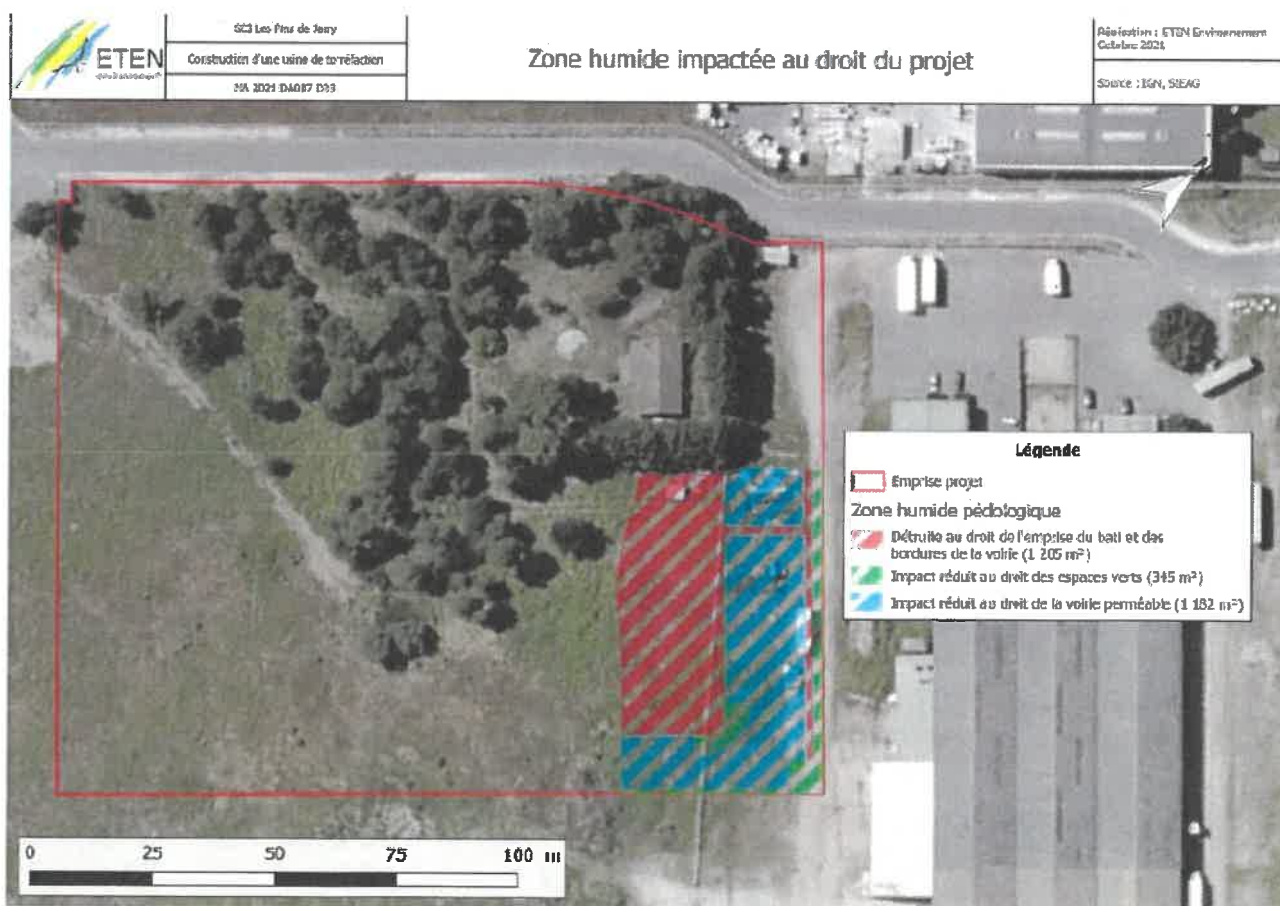 ETEN
environnement
Les Pins de Jarry
Construction d'une usine de torréfaction
Zone humide impactée au droit du projet
Réalisation : ETEN Environnement
Octobre 2021
Source : IGN, SIEAG
Légende
Emprise projet
Zone humide pédologique
Détruite au droit de l'emprise du bati et des
bordures de la voirie (1 205 m²)
Impact réduit au droit des espaces verts (345 m²)
Impact réduit au droit de la voirie perméable (1 182 m²)
0 25 50 75 100 m